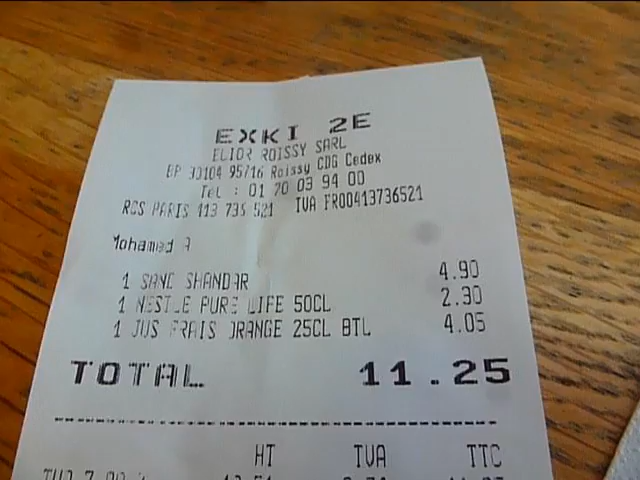 EXKI 2E
ELIOR ROISSY SARL
BP 30104 95716 Roissy CDG Cedex
Tel : 01 70 03 94 00
RCS PARIS 413 736 521 TVA FR00413736521
Mohamed A
1 SAND SHANDAR 4.90
1 NESTLE PURE LIFE 50CL 2.30
1 JUS FRAIS ORANGE 25CL BTL 4.05
TOTAL 11.25
HT TVA TTC